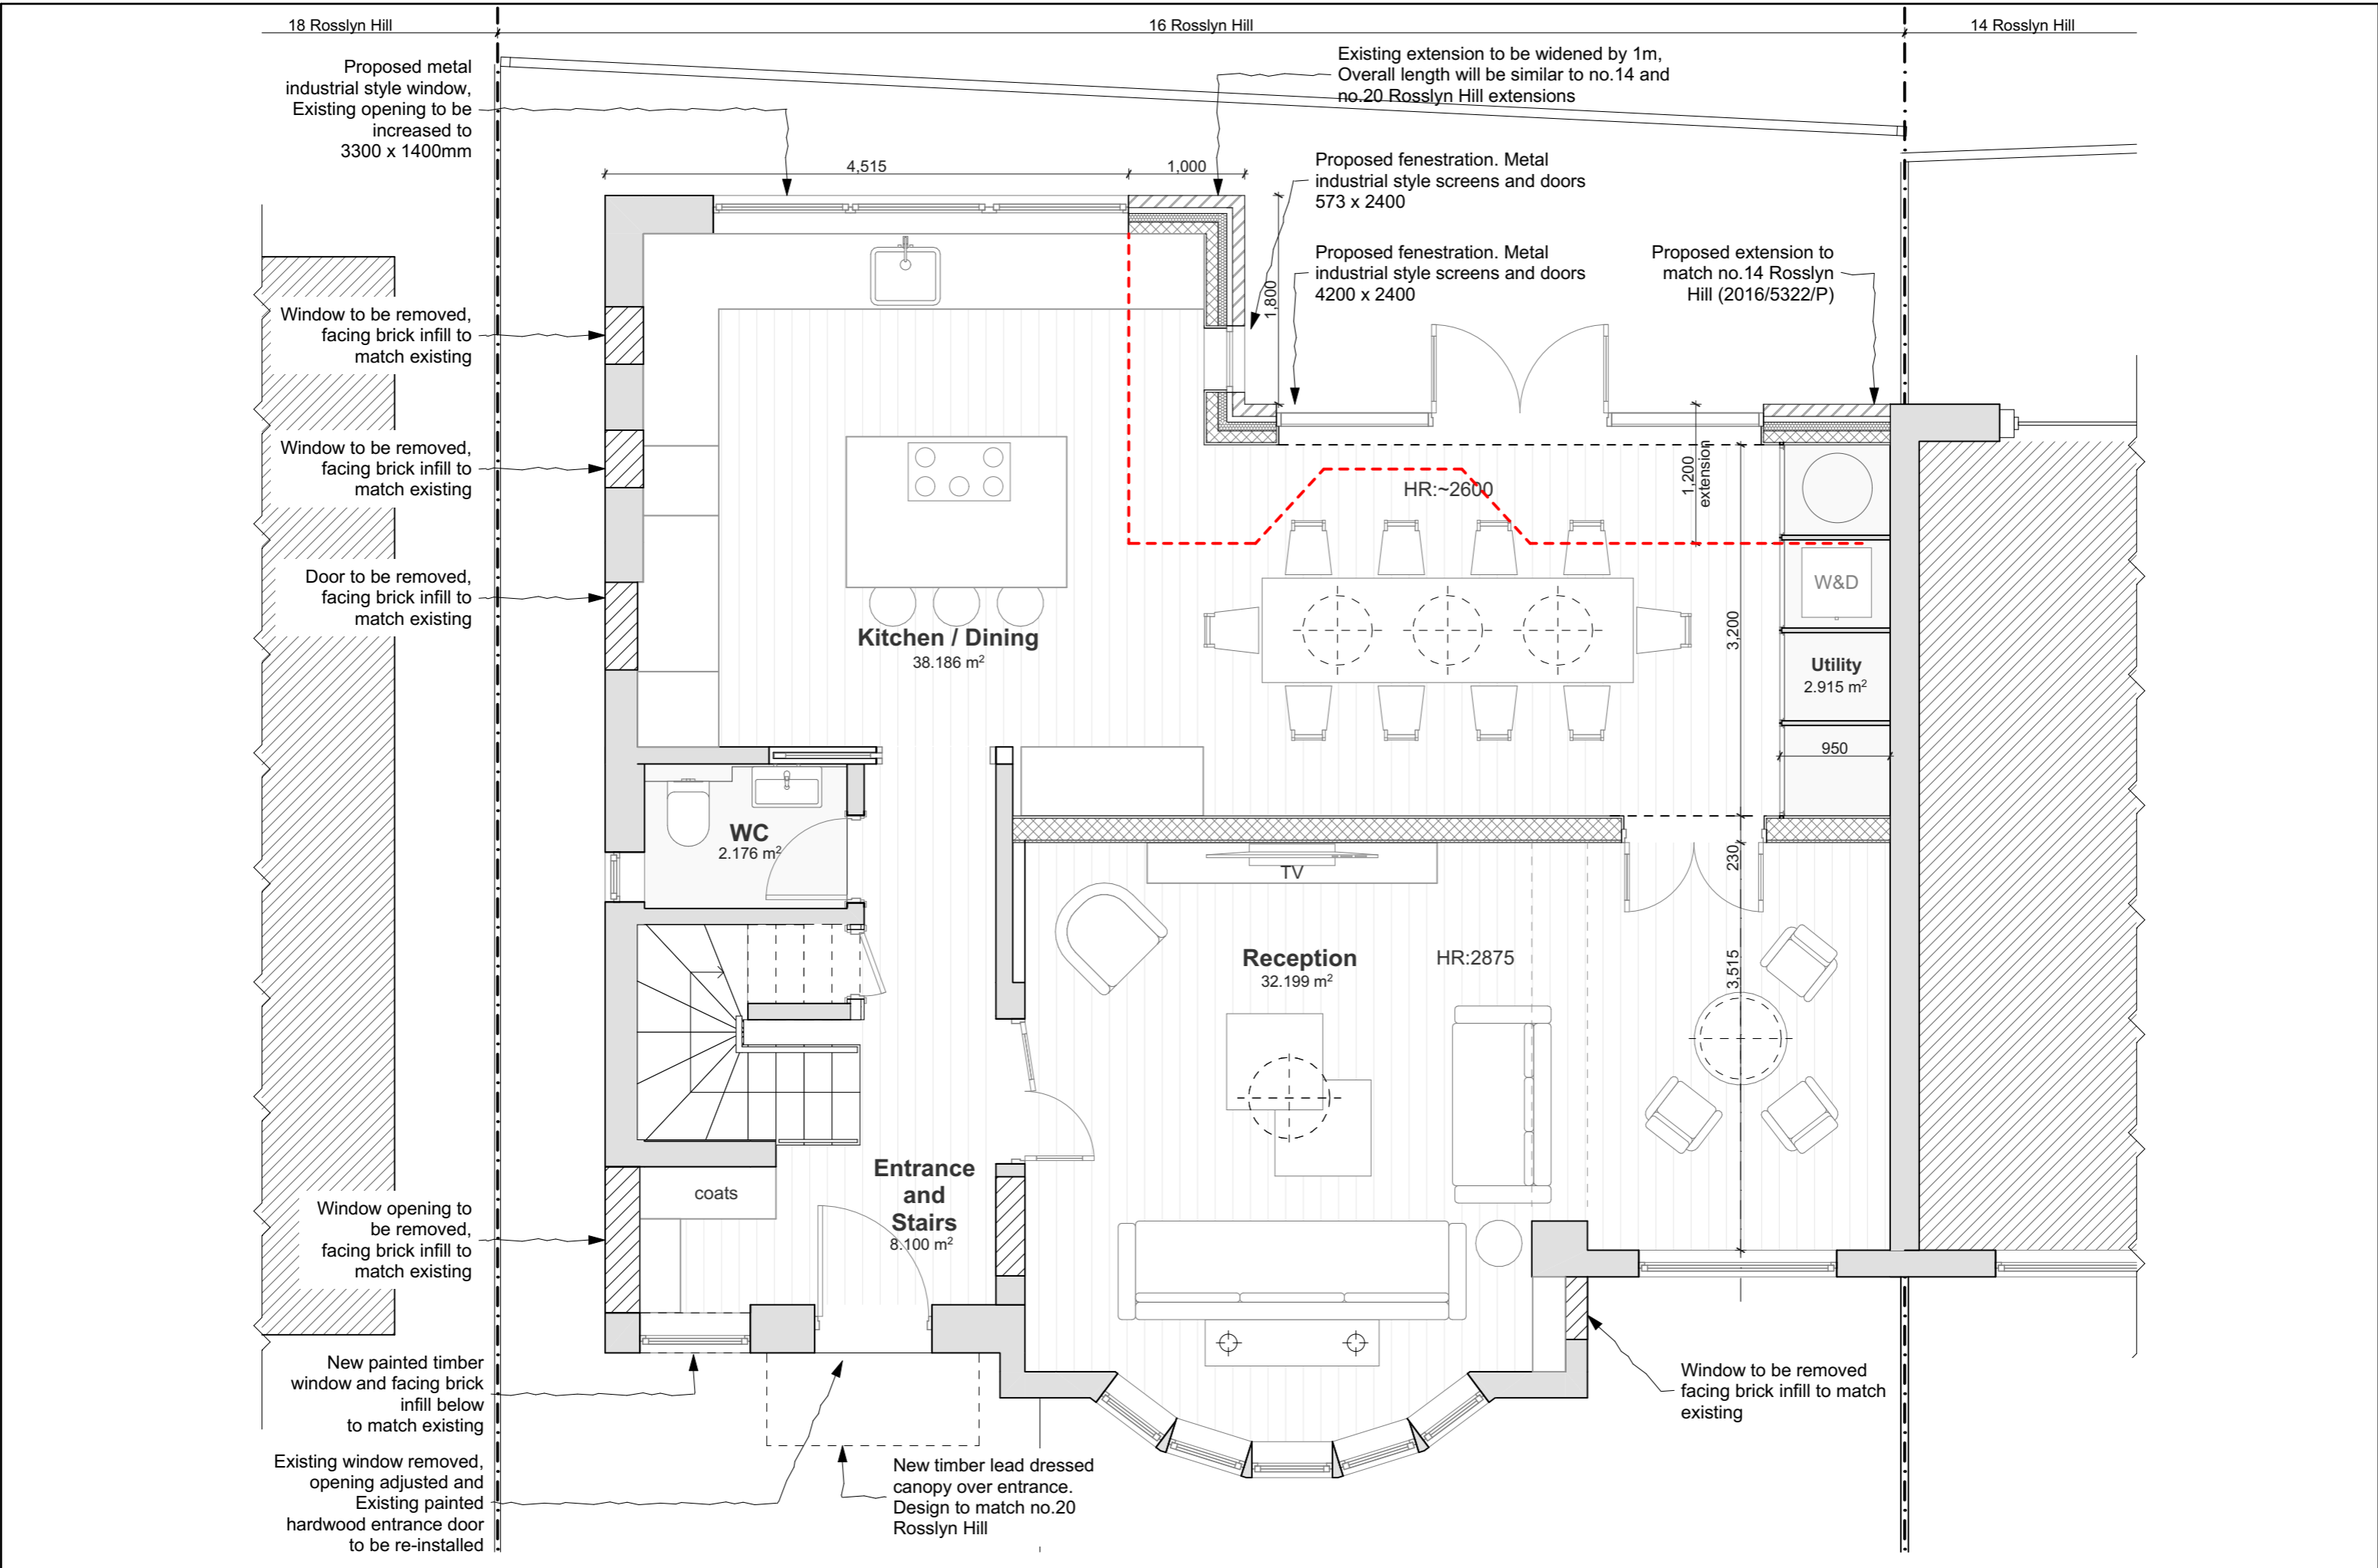 18 Rosslyn Hill
16 Rosslyn Hill
14 Rosslyn Hill
Proposed metal
industrial style window,
Existing opening to be
increased to
3300 x 1400mm
Existing extension to be widened by 1m,
Overall length will be similar to no.14 and
no.20 Rosslyn Hill extensions
4,515
1,000
Proposed fenestration. Metal
industrial style screens and doors
573 x 2400
1,800
Proposed fenestration. Metal
industrial style screens and doors
4200 x 2400
Proposed extension to
match no.14 Rosslyn
Hill (2016/5322/P)
Window to be removed,
facing brick infill to
match existing
Window to be removed,
facing brick infill to
match existing
HR:~2600
1,200
extension
Door to be removed,
facing brick infill to
match existing
W&D
Kitchen / Dining
38.186 m²
3,200
Utility
2.915 m²
950
WC
2.176 m²
TV
230
Reception
32.199 m²
HR:2875
3,515
Entrance
and
Stairs
8.100 m²
coats
Window opening to
be removed,
facing brick infill to
match existing
New painted timber
window and facing brick
infill below
to match existing
Window to be removed
facing brick infill to match
existing
Existing window removed,
opening adjusted and
Existing painted
hardwood entrance door
to be re-installed
New timber lead dressed
canopy over entrance.
Design to match no.20
Rosslyn Hill